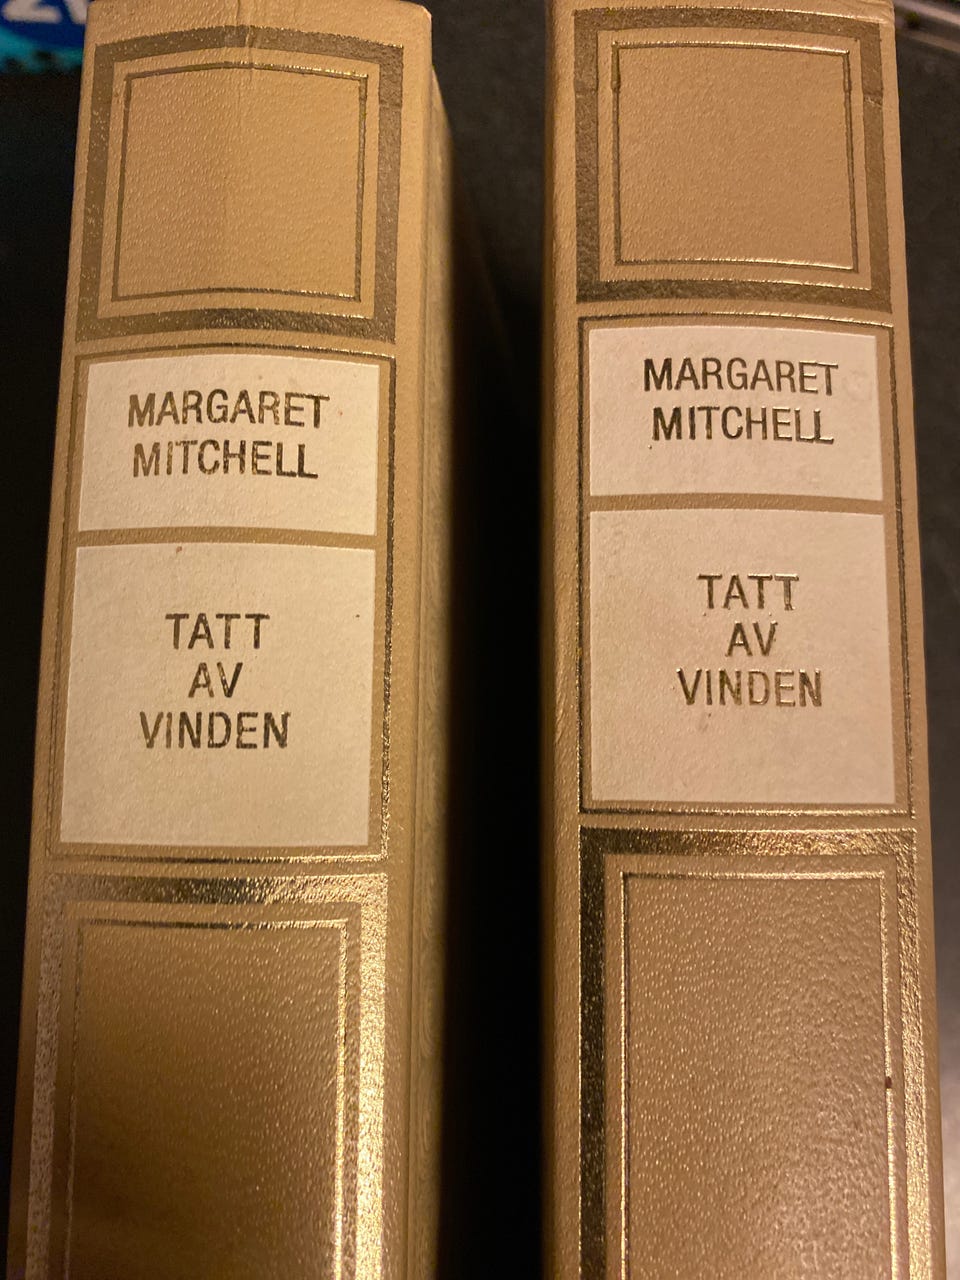 MARGARET
MITCHELL
TATT
AV
VINDEN
MARGARET
MITCHELL
TATT
AV
VINDEN